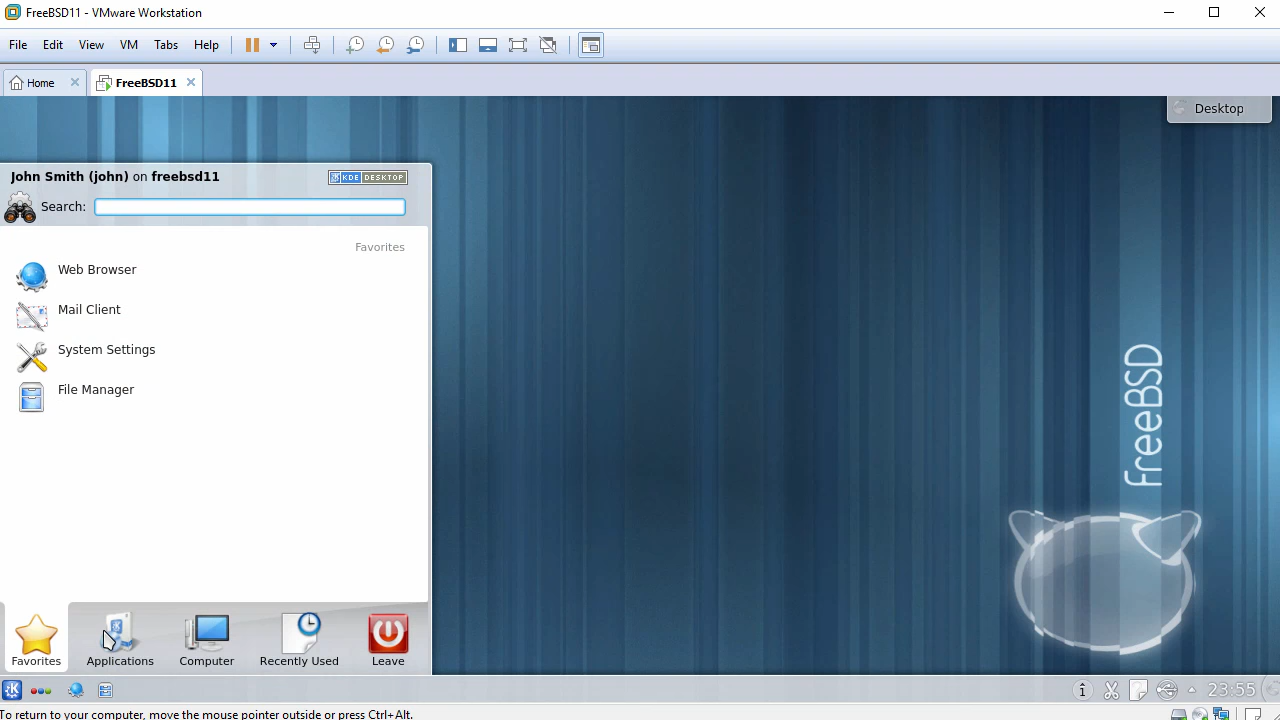 FreeBSD11 - VMware Workstation
File Edit View VM Tabs Help
Home FreeBSD11
Desktop
John Smith (john) on freebsd11
KDE DESKTOP
Search:
Favorites
Web Browser
Mail Client
System Settings
File Manager
freeBSD
Favorites Applications Computer Recently Used Leave
23:55
To return to your computer, move the mouse pointer outside or press Ctrl+Alt.